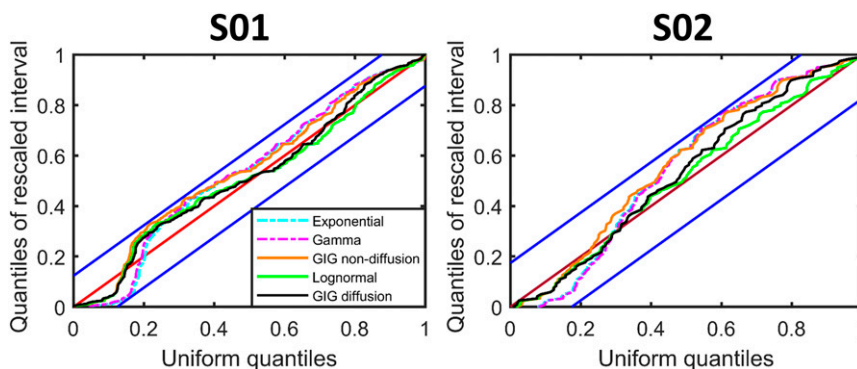 S01
S02
Quantiles of rescaled interval
1
0.8
0.6
0.4
0.2
0
0
0.2
0.4
0.6
0.8
1
Uniform quantiles
Exponential
Gamma
GIG non-diffusion
Lognormal
GIG diffusion
Quantiles of rescaled interval
1
0.8
0.6
0.4
0.2
0
0
0.2
0.4
0.6
0.8
Uniform quantiles